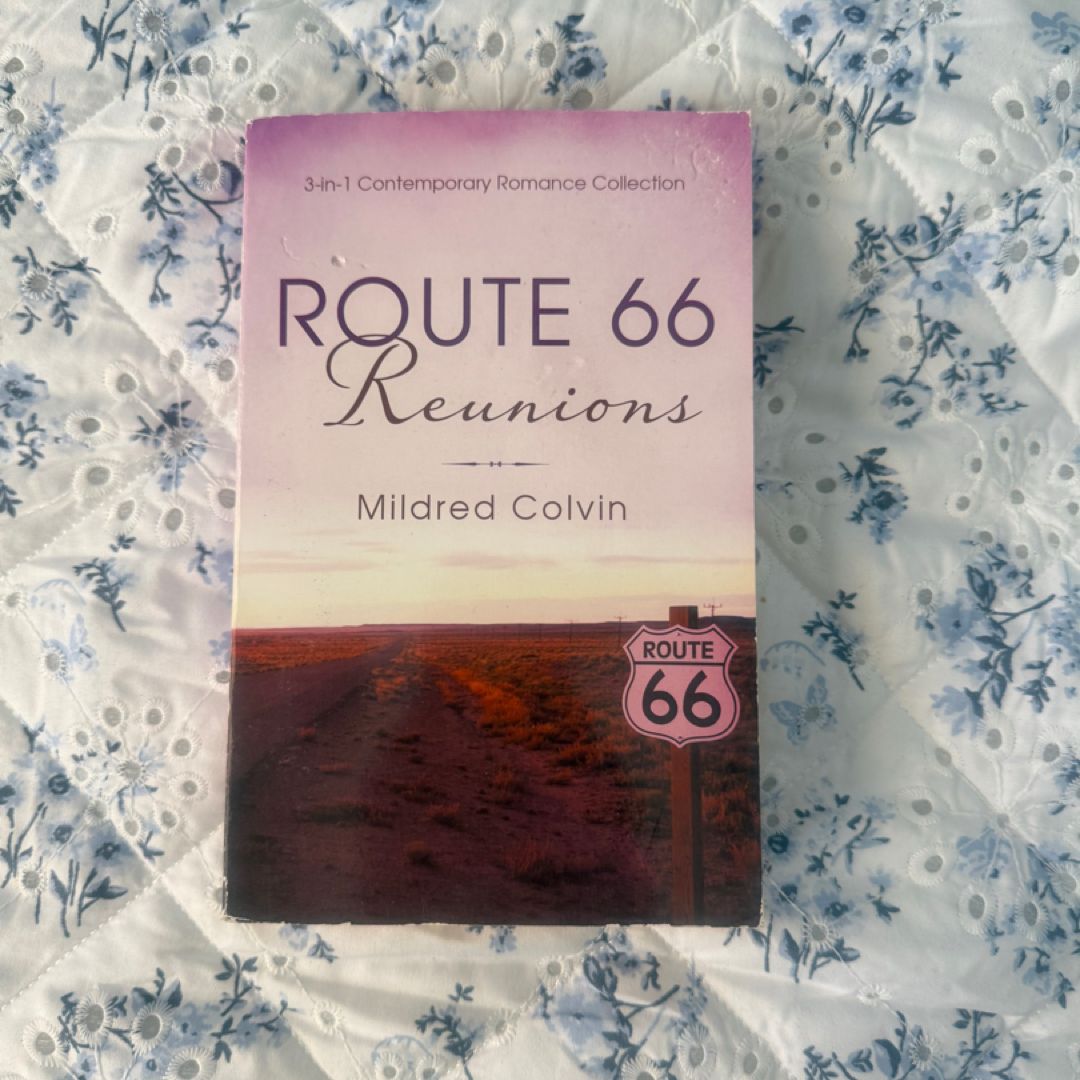 3-in-1 Contemporary Romance Collection
ROUTE 66
Reunions
Mildred Colvin
ROUTE
66